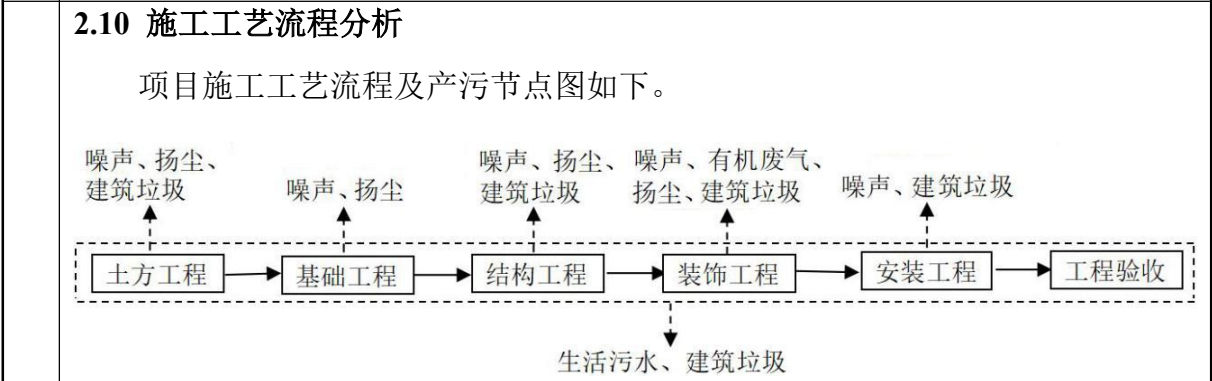 2.10 施工工艺流程分析
项目施工工艺流程及产污节点图如下。
噪声、扬尘、
建筑垃圾
噪声、扬尘
噪声、扬尘、
建筑垃圾
噪声、有机废气、
扬尘、建筑垃圾
噪声、建筑垃圾
土方工程
基础工程
结构工程
装饰工程
安装工程
工程验收
生活污水、建筑垃圾